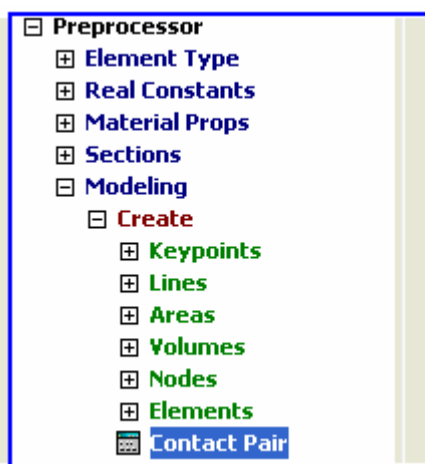 Preprocessor
Element Type
Real Constants
Material Props
Sections
Modeling
Create
Keypoints
Lines
Areas
Volumes
Nodes
Elements
Contact Pair